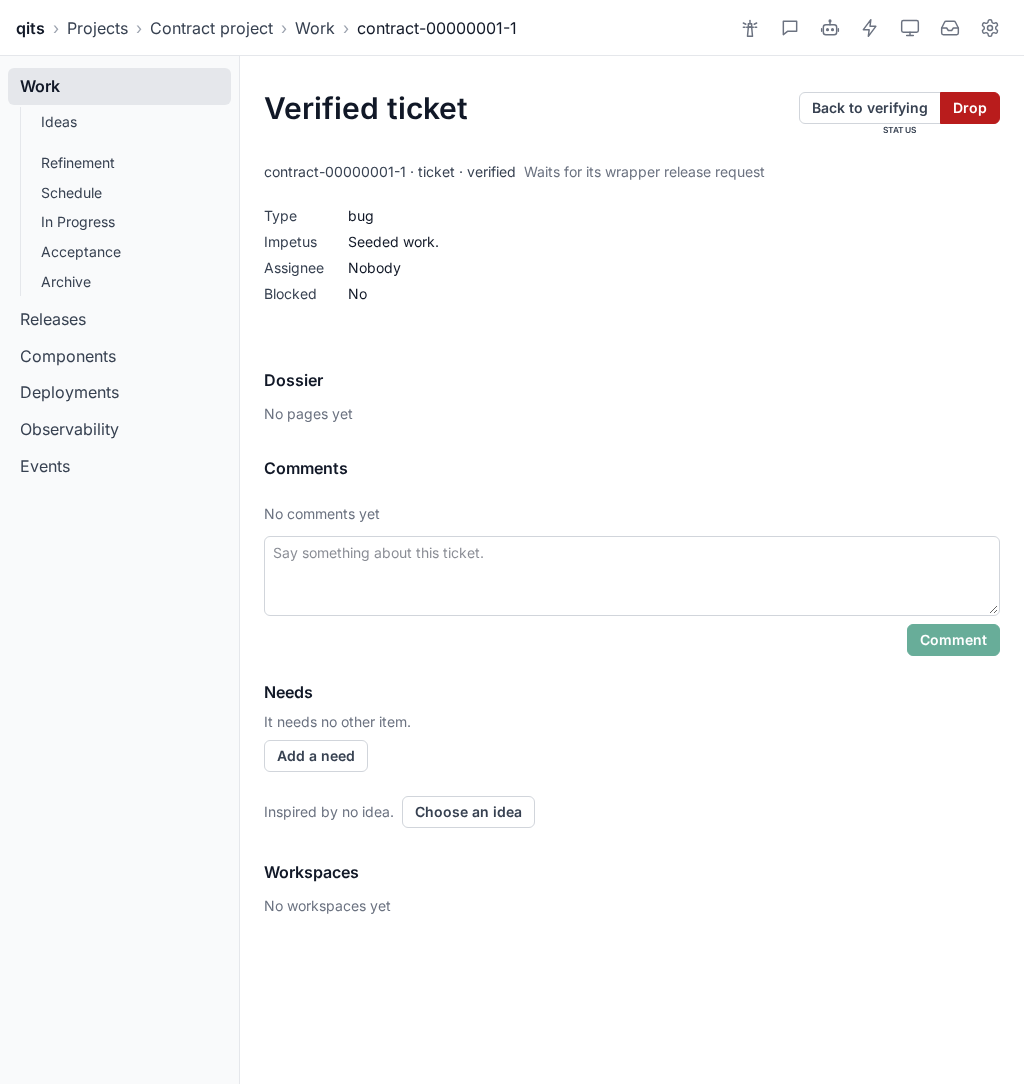 qits › Projects › Contract project › Work › contract-00000001-1
Work
Ideas
Refinement
Schedule
In Progress
Acceptance
Archive
Releases
Components
Deployments
Observability
Events
Verified ticket
Back to verifying
Drop
STATUS
contract-00000001-1 · ticket · verified Waits for its wrapper release request
Type bug
Impetus Seeded work.
Assignee Nobody
Blocked No
Dossier
No pages yet
Comments
No comments yet
Say something about this ticket.
Comment
Needs
It needs no other item.
Add a need
Inspired by no idea. Choose an idea
Workspaces
No workspaces yet